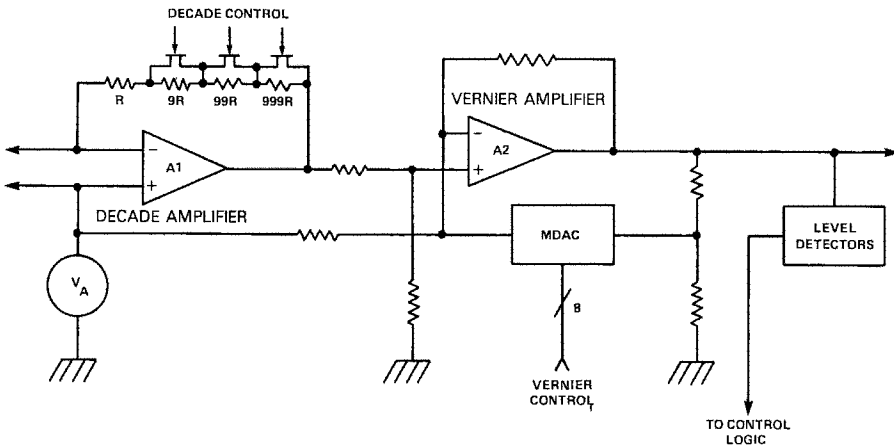 DECADE CONTROL
R
9R
99R
999R
VERNIER AMPLIFIER
−
A1
+
−
A2
+
DECADE AMPLIFIER
MDAC
LEVEL
DETECTORS
VA
8
VERNIER
CONTROL
TO CONTROL
LOGIC